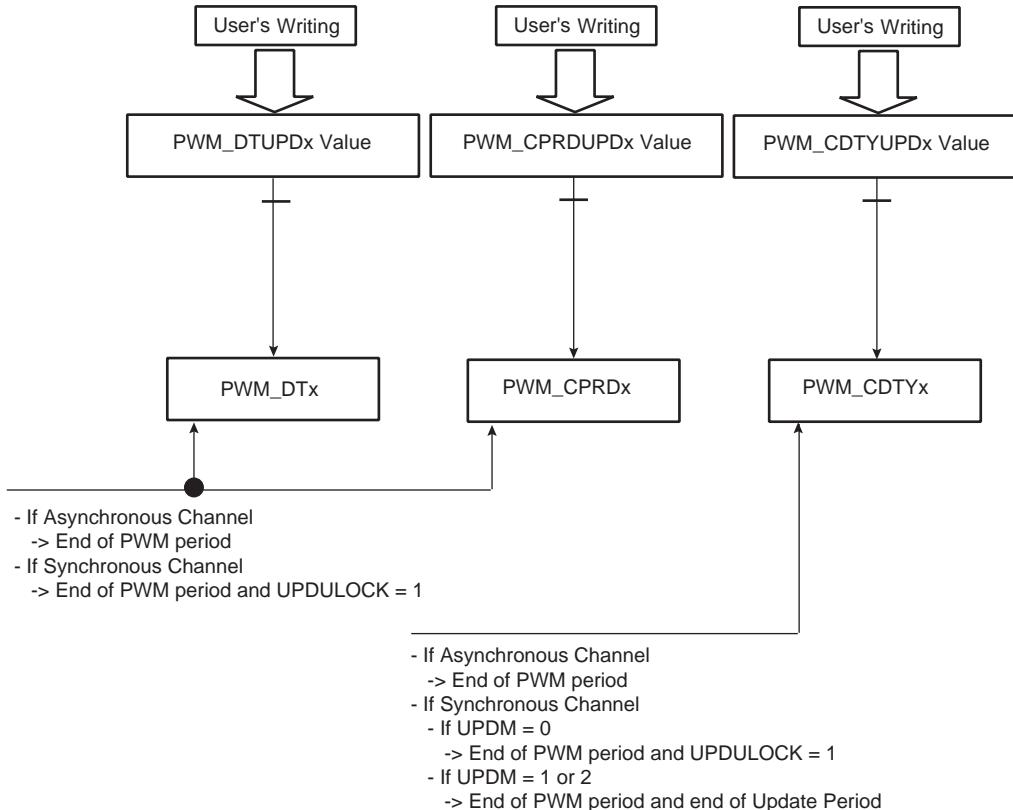 User's Writing
User's Writing
User's Writing
PWM_DTUPDx Value
PWM_CPRDUPDx Value
PWM_CDTYUPDx Value
PWM_DTx
PWM_CPRDx
PWM_CDTYx
- If Asynchronous Channel
-> End of PWM period
- If Synchronous Channel
-> End of PWM period and UPDULOCK = 1
- If Asynchronous Channel
-> End of PWM period
- If Synchronous Channel
- If UPDM = 0
-> End of PWM period and UPDULOCK = 1
- If UPDM = 1 or 2
-> End of PWM period and end of Update Period